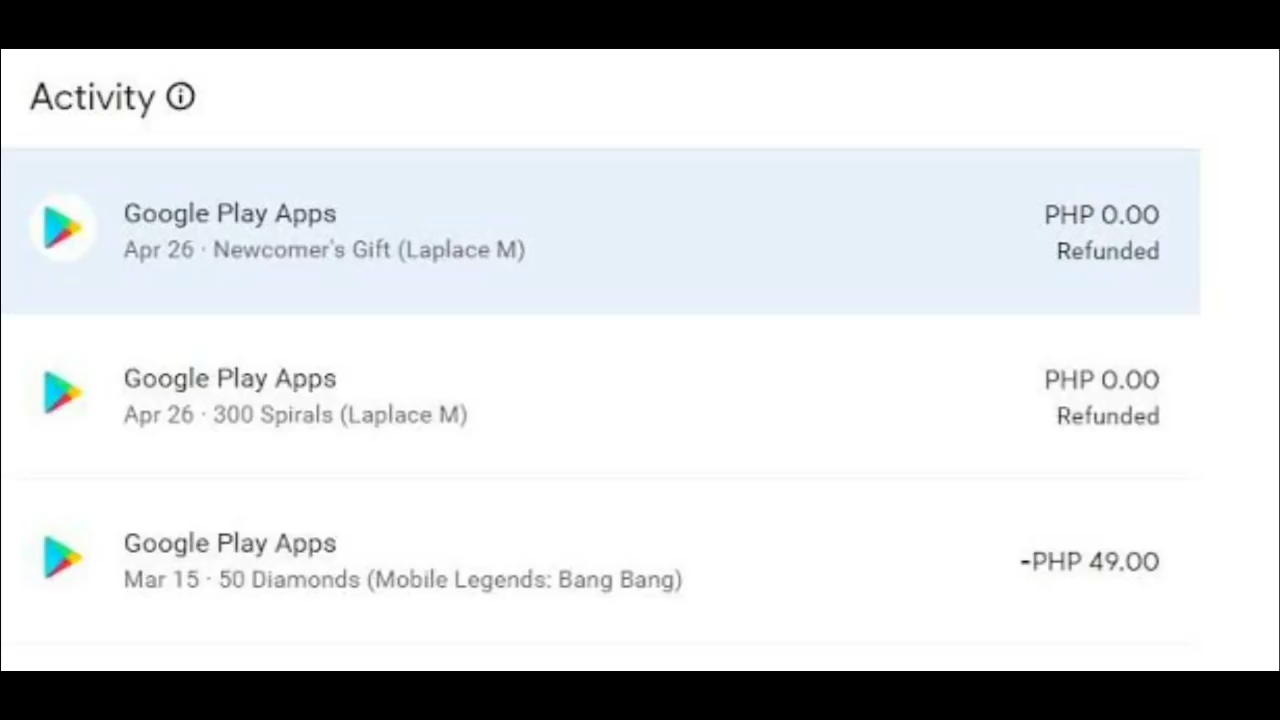 Activity
Google Play Apps
PHP 0.00
Apr 26 · Newcomer's Gift (Laplace M)
Refunded
Google Play Apps
PHP 0.00
Apr 26 · 300 Spirals (Laplace M)
Refunded
Google Play Apps
-PHP 49.00
Mar 15 · 50 Diamonds (Mobile Legends: Bang Bang)